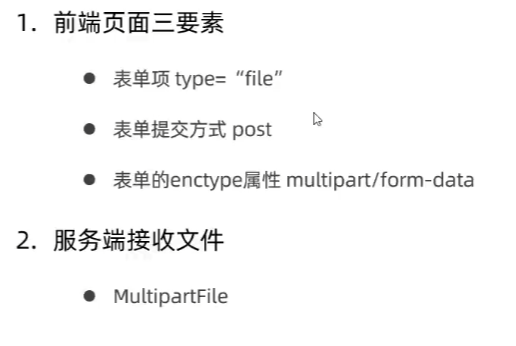 1. 前端页面三要素
● 表单项 type=“file”
● 表单提交方式 post
● 表单的enctype属性 multipart/form-data
2. 服务端接收文件
● MultipartFile